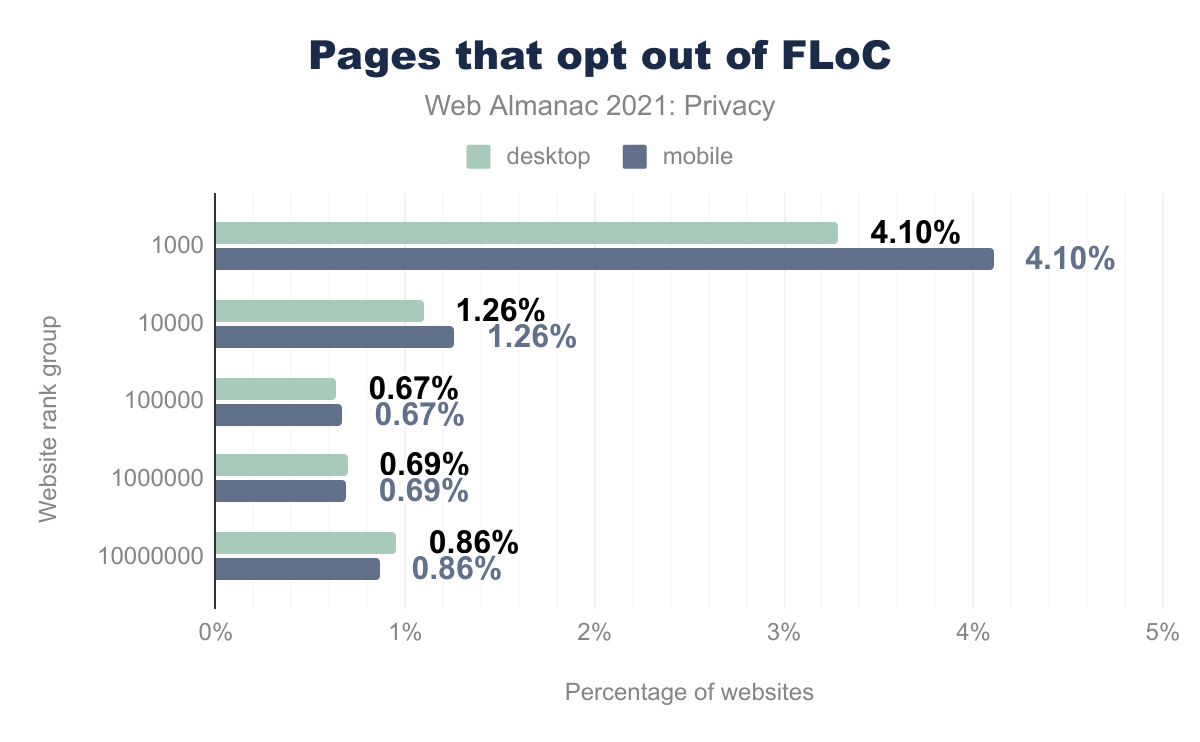 Pages that opt out of FLoC
Web Almanac 2021: Privacy
desktop mobile
Website rank group
1000
4.10%
4.10%
10000
1.26%
1.26%
100000
0.67%
0.67%
1000000
0.69%
0.69%
10000000
0.86%
0.86%
0% 1% 2% 3% 4% 5%
Percentage of websites